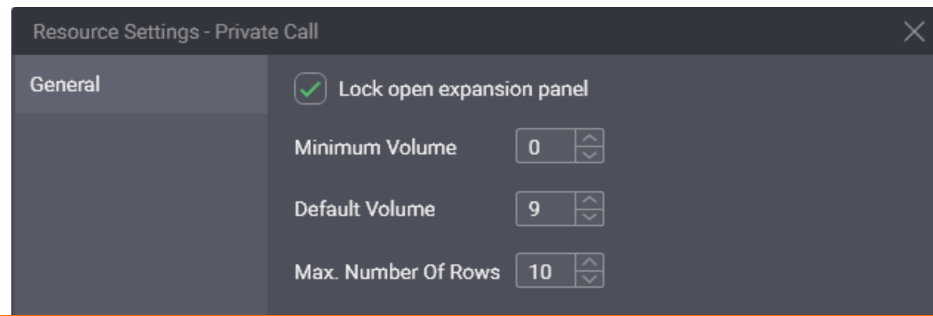 Resource Settings - Private Call
General
Lock open expansion panel
Minimum Volume 0
Default Volume 9
Max. Number Of Rows 10